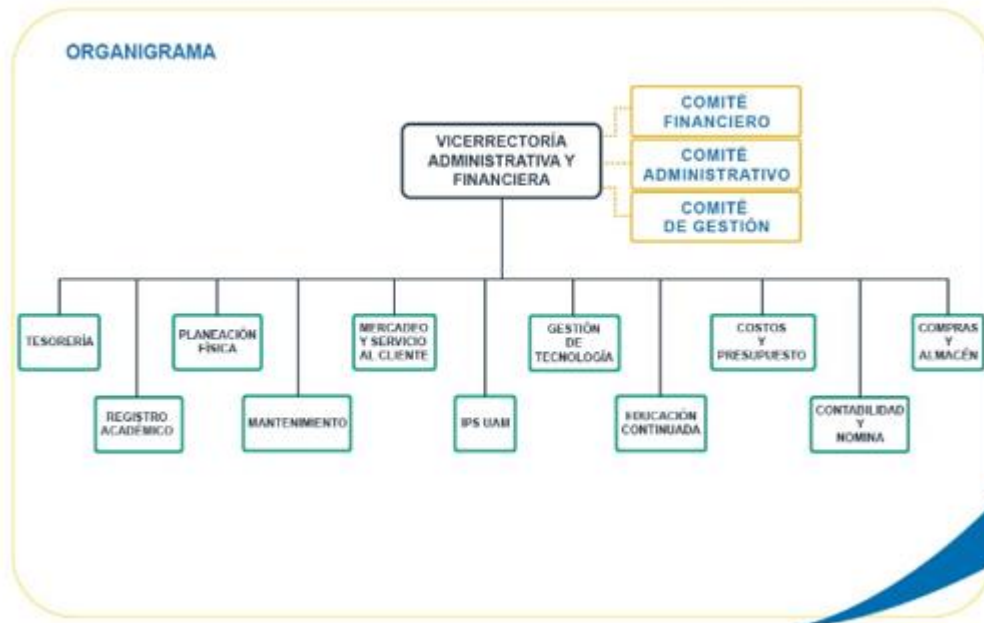 ORGANIGRAMA
COMITÉ
FINANCIERO
VICERRECTORÍA
ADMINISTRATIVA Y
FINANCIERA
COMITÉ
ADMINISTRATIVO
COMITÉ
DE GESTIÓN
TESORERÍA
PLANEACIÓN
FÍSICA
MERCADEO
Y SERVICIO
AL CLIENTE
GESTIÓN
DE
TECNOLOGÍA
COSTOS
Y
PRESUPUESTO
COMPRAS
Y
ALMACÉN
REGISTRO
ACADÉMICO
MANTENIMIENTO
IPS UAM
EDUCACIÓN
CONTINUADA
CONTABILIDAD
Y
NOMINA